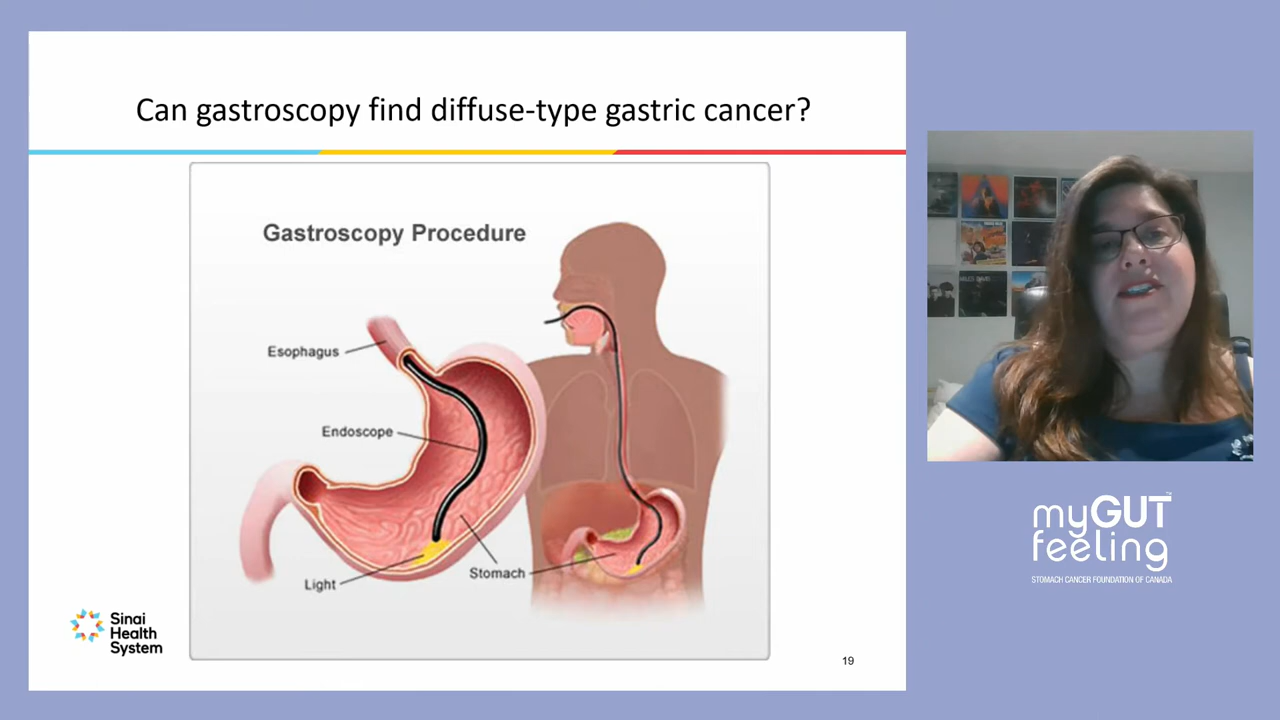 Can gastroscopy find diffuse-type gastric cancer?
Gastroscopy Procedure
Esophagus
Endoscope
Light
Stomach
Sinai
Health
System
19
myGUT™
feeling
STOMACH CANCER FOUNDATION OF CANADA